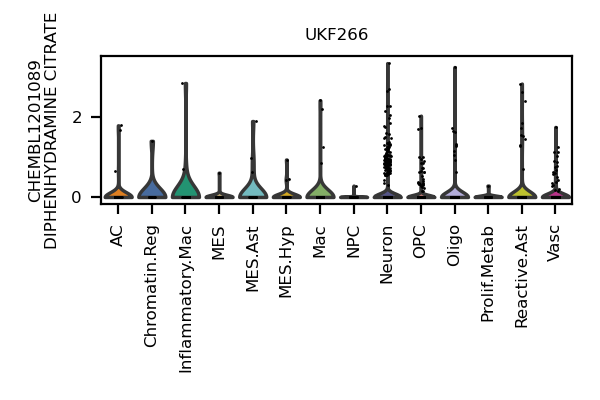 UKF266
CHEMBL1201089
DIPHENHYDRAMINE CITRATE
2
0
AC
Chromatin.Reg
Inflammatory.Mac
MES
MES.Ast
MES.Hyp
Mac
NPC
Neuron
OPC
Oligo
Prolif.Metab
Reactive.Ast
Vasc